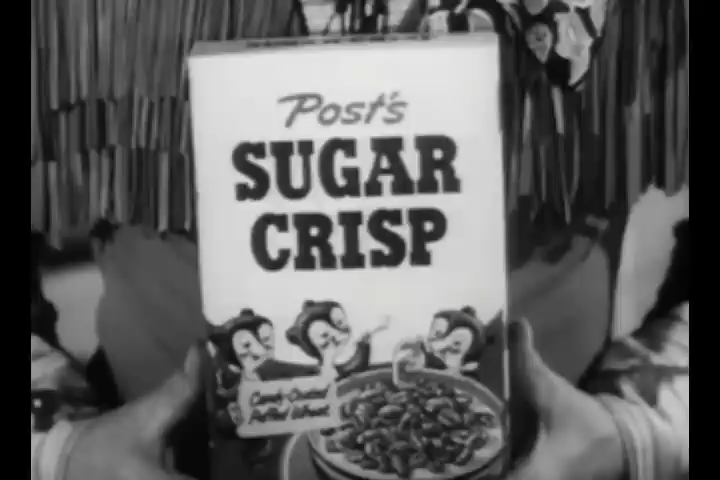 Post's
SUGAR
CRISP
Candy-Coated
Puffed Wheat